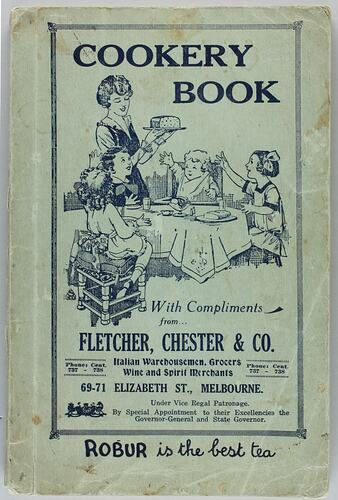 COOKERY
BOOK
With Compliments
from...
FLETCHER, CHESTER & CO.
Phone: Cent. 737 - 738
Italian Warehousemen, Grocers
Wine and Spirit Merchants
Phone: Cent. 737 - 738
69-71 ELIZABETH ST., MELBOURNE.
Under Vice Regal Patronage.
By Special Appointment to their Excellencies the
Governor-General and State Governor.
ROBUR is the best tea